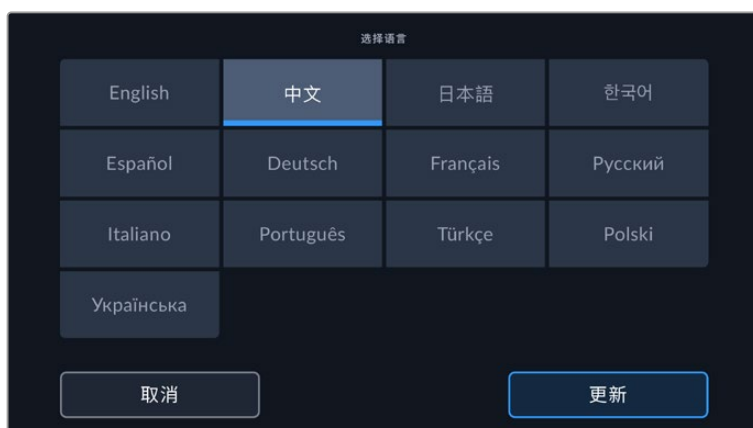 选择语言
English 中文 日本語 한국어
Español Deutsch Français Русский
Italiano Português Türkçe Polski
Українська
取消 更新